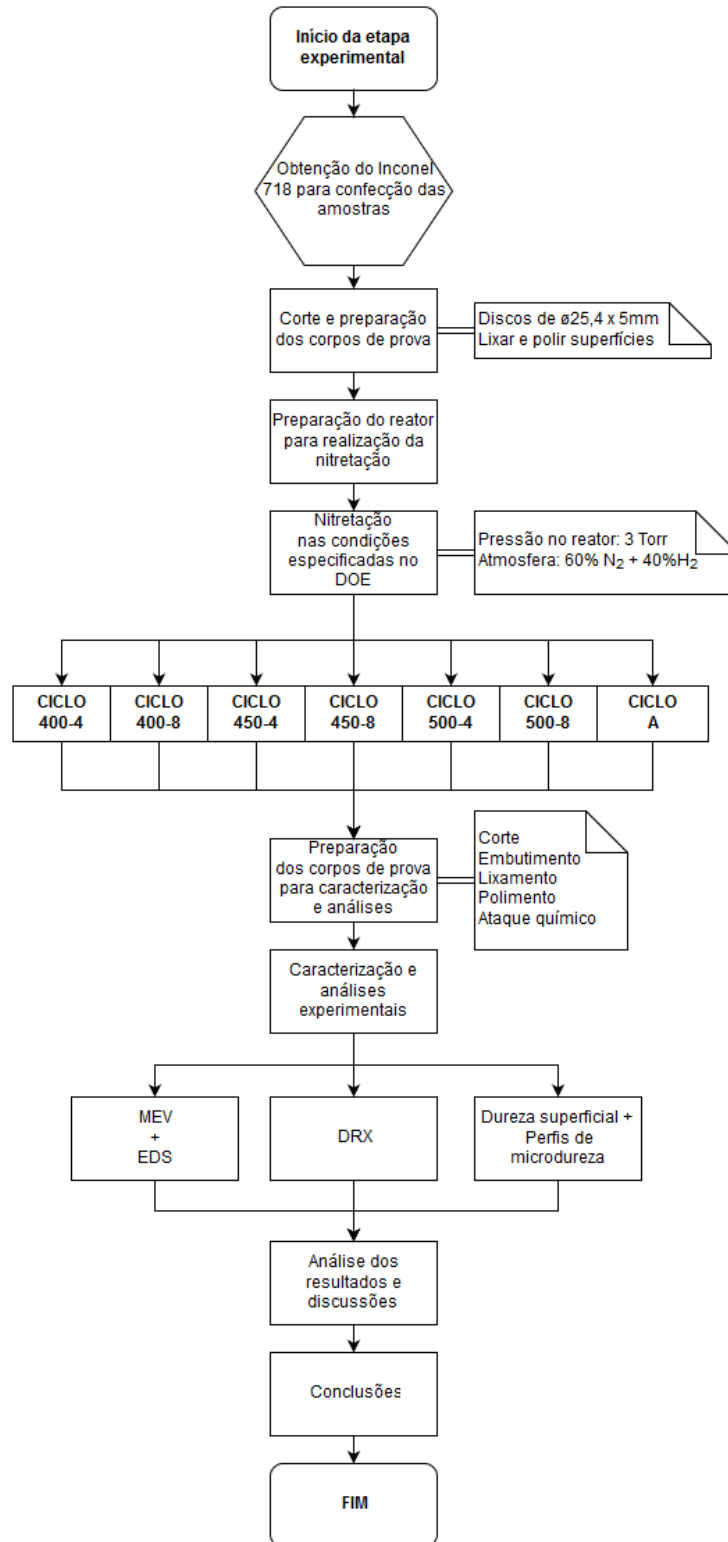 Início da etapa
experimental
Obtenção do Inconel
718 para confecção das
amostras
Corte e preparação
dos corpos de prova
Discos de ø25,4 x 5mm
Lixar e polir superfícies
Preparação do reator
para realização da
nitretação
Nitretação
nas condições
especificadas no
DOE
Pressão no reator: 3 Torr
Atmosfera: 60% N2 + 40%H2
CICLO
400-4
CICLO
400-8
CICLO
450-4
CICLO
450-8
CICLO
500-4
CICLO
500-8
CICLO
A
Preparação
dos corpos de prova
para caracterização
e análises
Corte
Embutimento
Lixamento
Polimento
Ataque químico
Caracterização e
análises
experimentais
MEV
+
EDS
DRX
Dureza superficial +
Perfis de
microdureza
Análise dos
resultados e
discussões
Conclusões
FIM